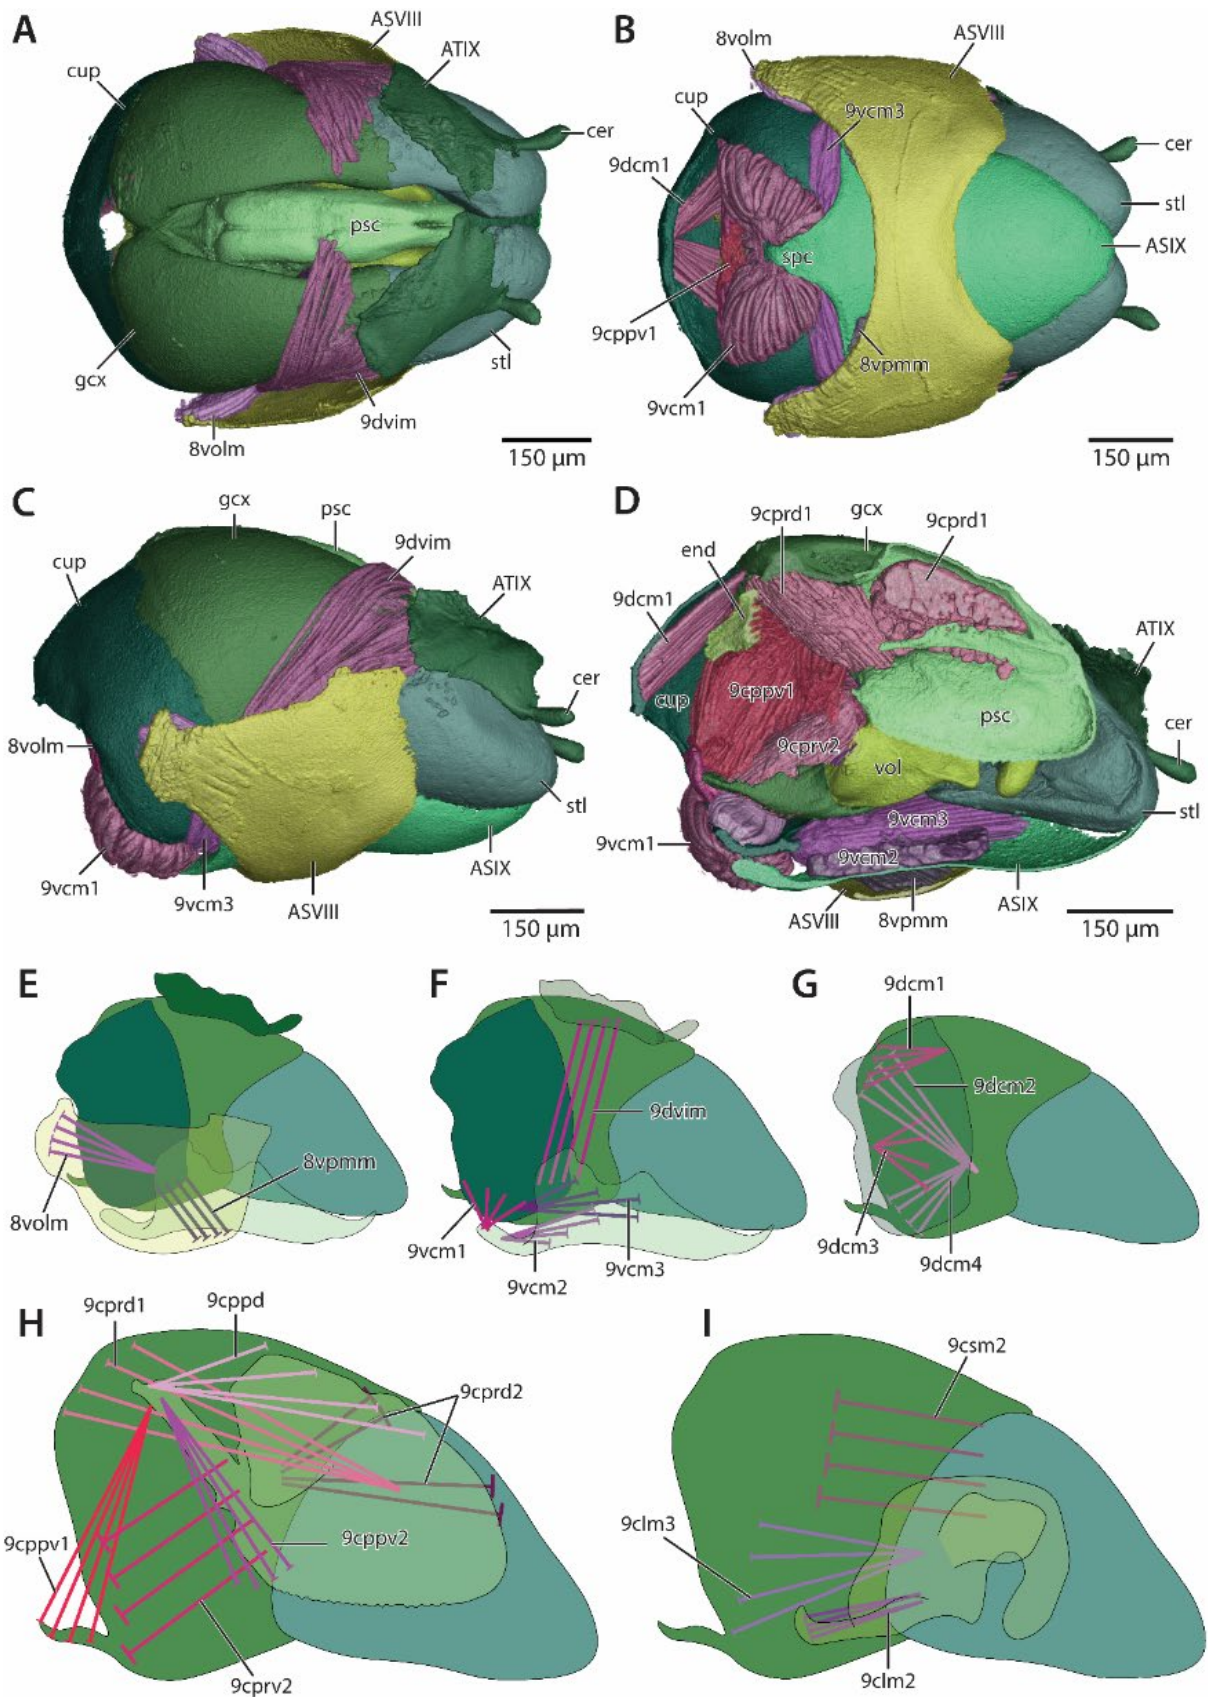 A
ASVIII
ATIX
cup
cer
psc
gcx
stl
9dvim
8volm
150 µm
B
8volm
ASVIII
cup
9vcm3
9dcm1
cer
stl
spc
ASIX
9cppv1
8vpmm
9vcm1
150 µm
C
gcx
psc
9dvim
cup
ATIX
cer
8volm
stl
9vcm1
9vcm3
ASVIII
ASIX
150 µm
D
9cprd1
gcx
9cprd1
end
9dcm1
ATIX
9cppv1
cup
psc
cer
9cprv2
vol
stl
9vcm1
9vcm3
9vcm2
ASVIII
8vpmm
ASIX
150 µm
E
8vpmm
8volm
F
9dvim
9vcm1
9vcm2
9vcm3
G
9dcm1
9dcm2
9dcm3
9dcm4
H
9cprd1
9cppd
9cprd2
9cppv1
9cppv2
9cprv2
I
9csm2
9clm3
9clm2